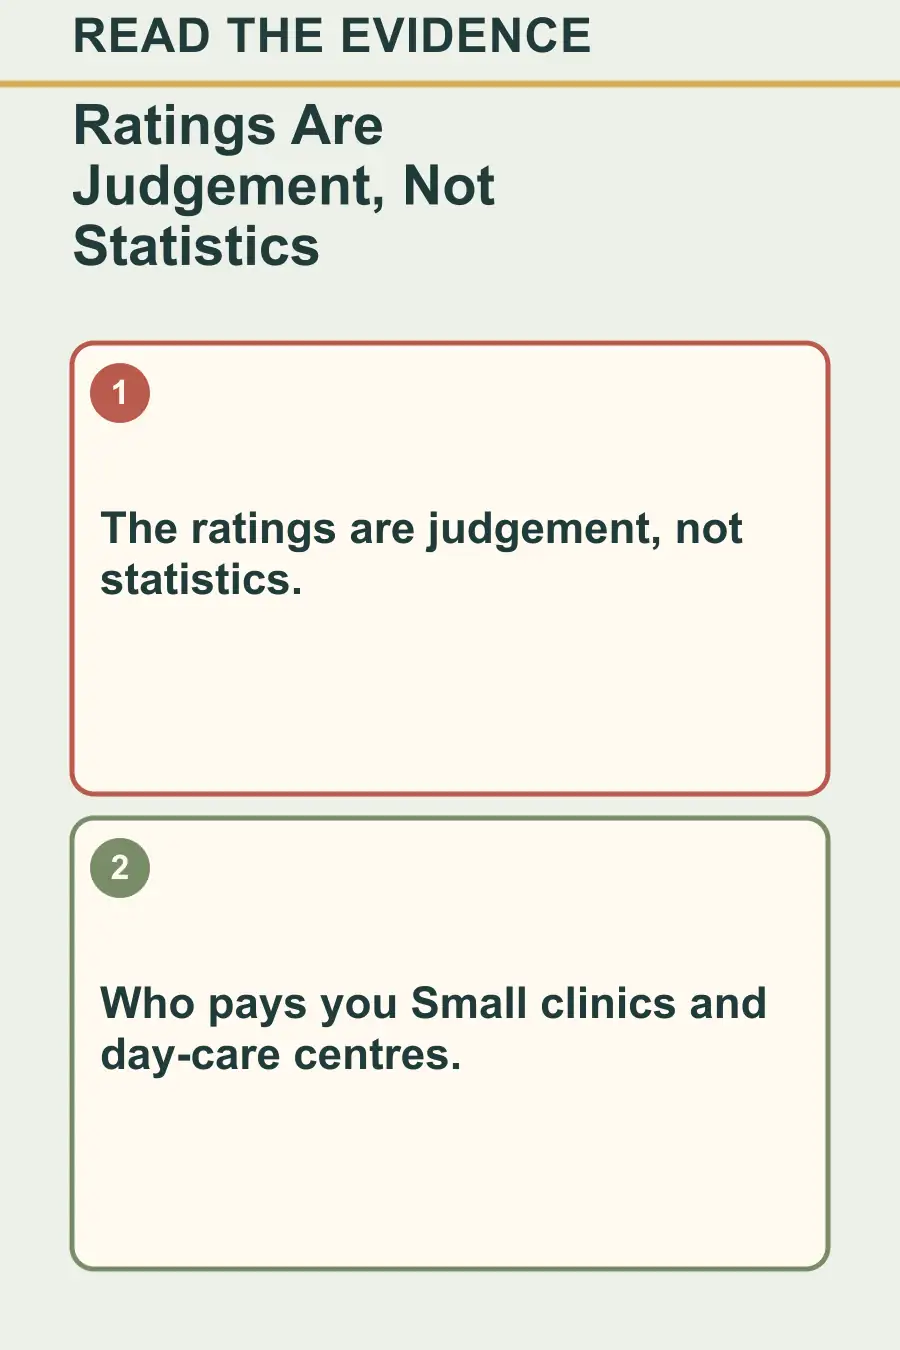 READ THE EVIDENCE
Ratings Are
Judgement, Not
Statistics
1
The ratings are judgement, not
statistics.
2
Who pays you Small clinics and
day-care centres.